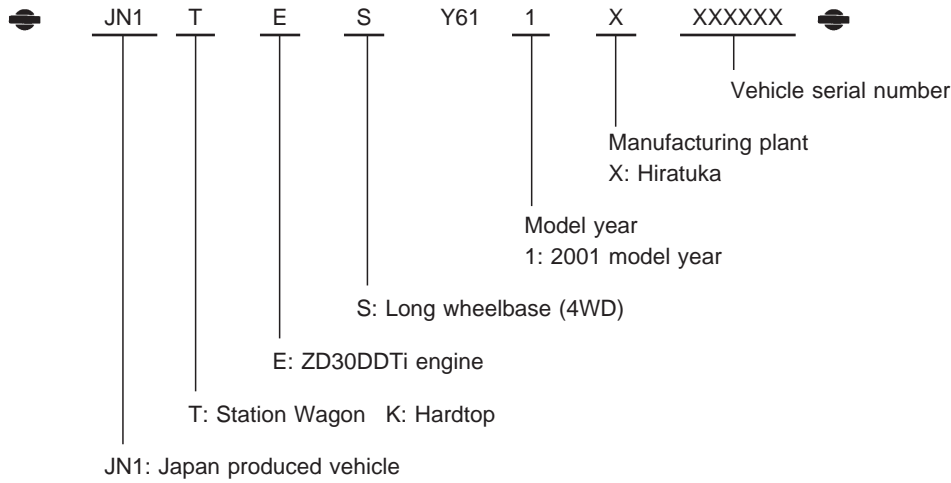 JN1 T E S Y61 1 X XXXXXX
Vehicle serial number
Manufacturing plant
X: Hiratuka
Model year
1: 2001 model year
S: Long wheelbase (4WD)
E: ZD30DDTi engine
T: Station Wagon K: Hardtop
JN1: Japan produced vehicle